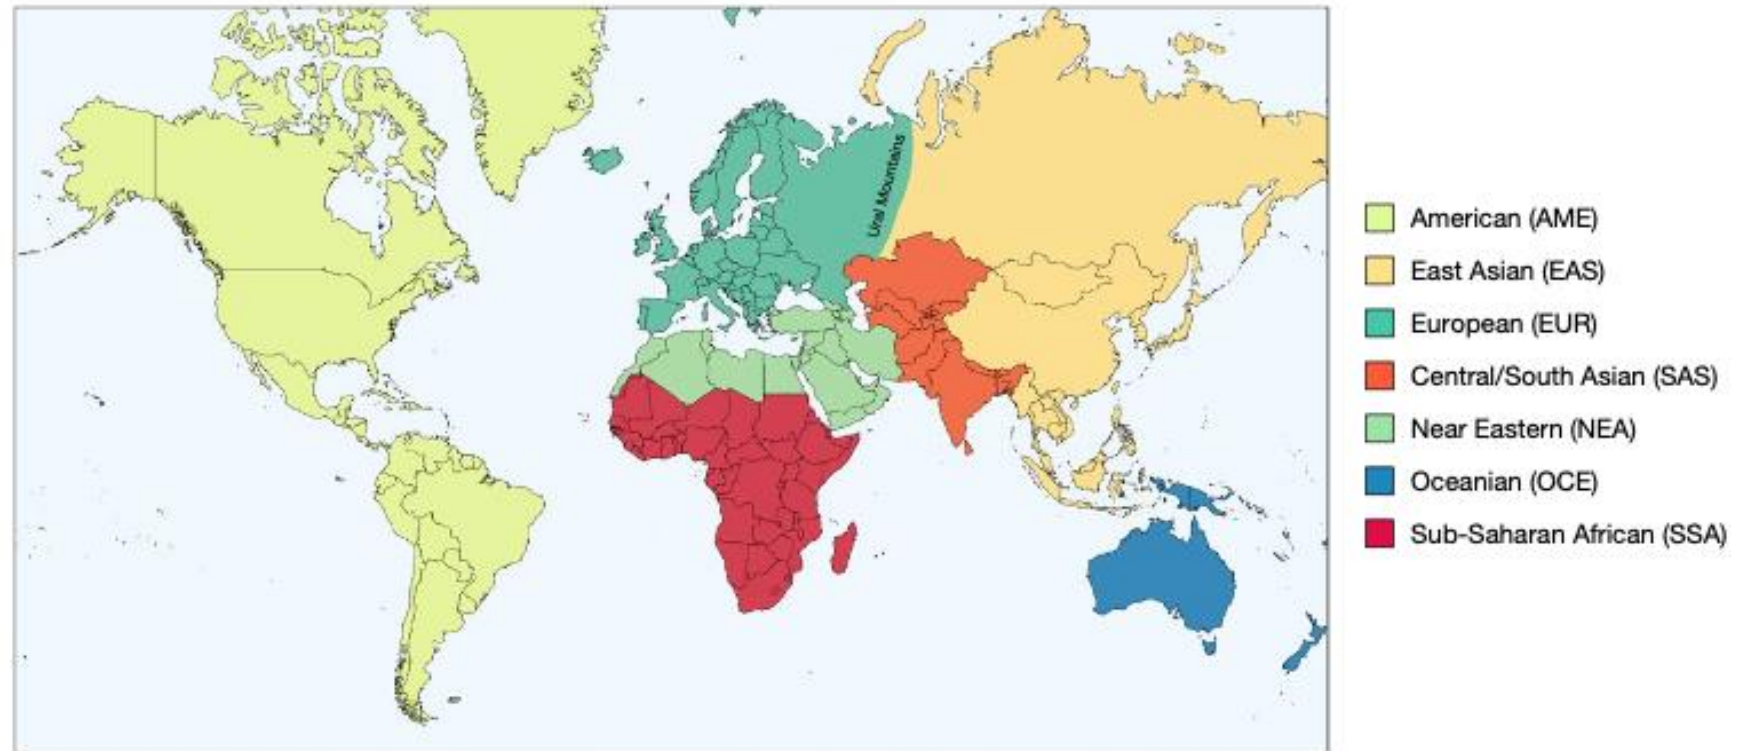 Ural Mountains
American (AME)
East Asian (EAS)
European (EUR)
Central/South Asian (SAS)
Near Eastern (NEA)
Oceanian (OCE)
Sub-Saharan African (SSA)